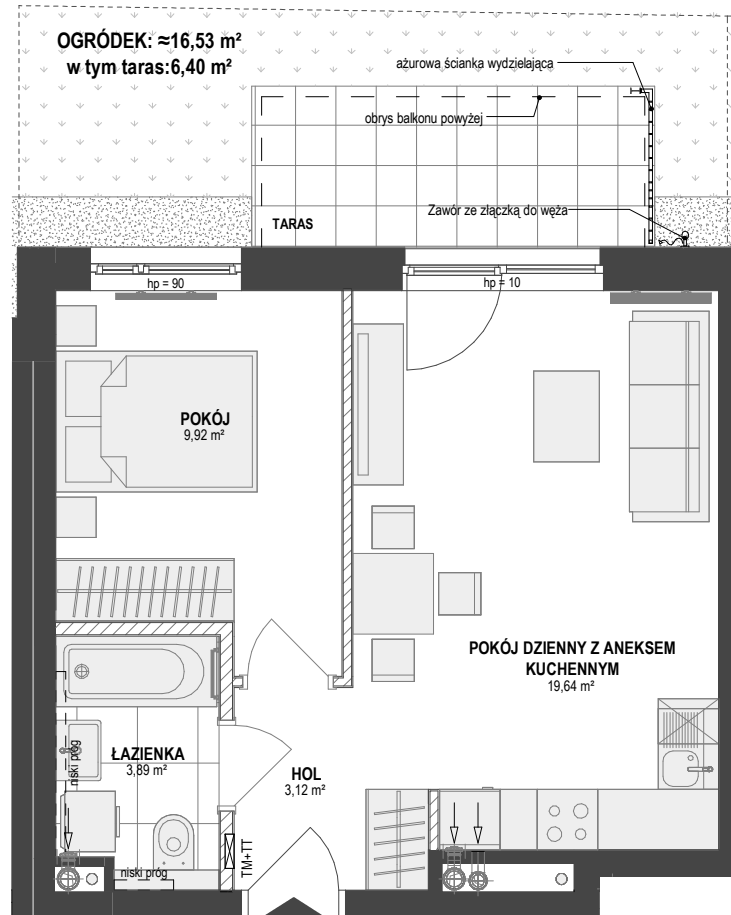 OGRÓDEK: ≈16,53 m²
w tym taras:6,40 m²
ażurowa ścianka wydzielająca
obrys balkonu powyżej
TARAS
Zawór ze złączką do węża
hp = 90
hp = 10
POKÓJ
9,92 m²
POKÓJ DZIENNY Z ANEKSEM
KUCHENNYM
19,64 m²
ŁAZIENKA
3,89 m²
niski próg
HOL
3,12 m²
TM+TT
niski próg